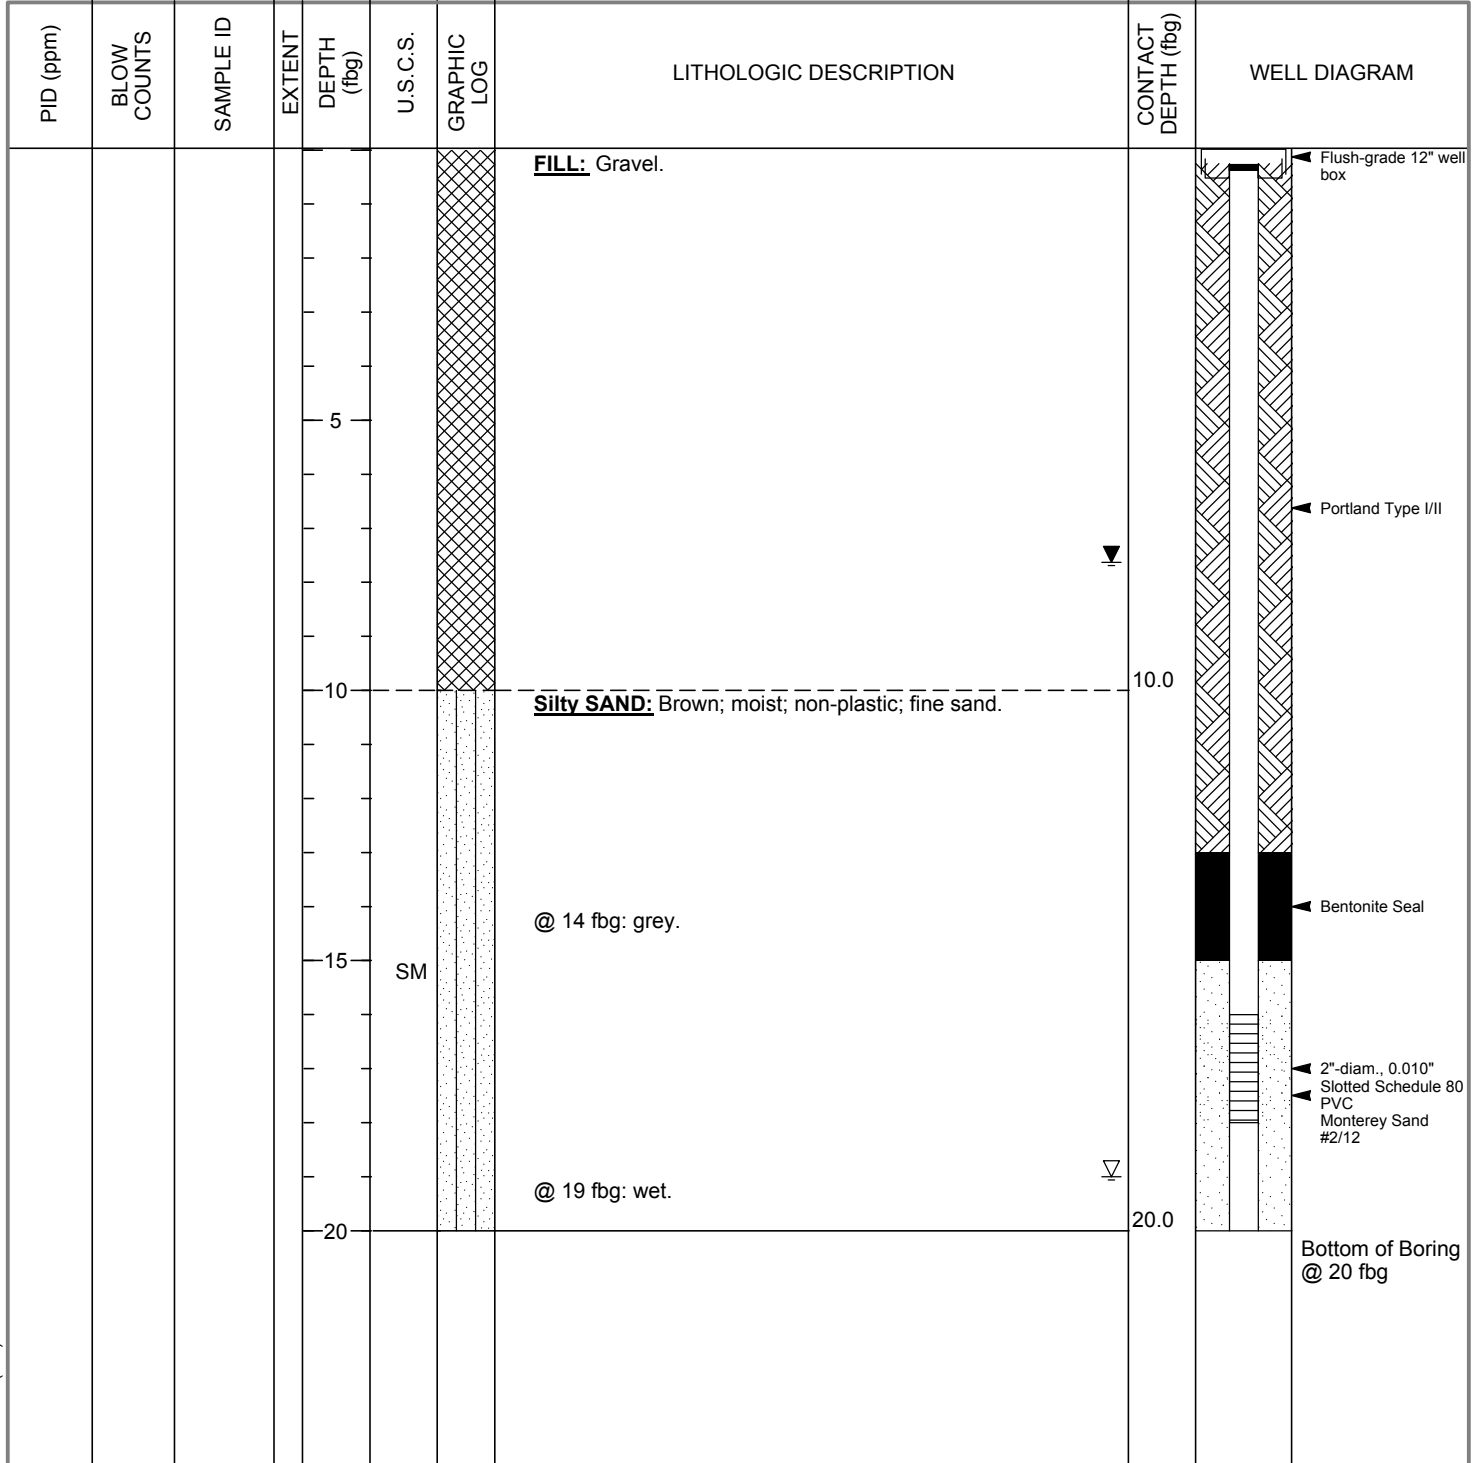 PID (ppm)
BLOW
COUNTS
SAMPLE ID
EXTENT
DEPTH
(fbg)
U.S.C.S.
GRAPHIC
LOG
LITHOLOGIC DESCRIPTION
CONTACT
DEPTH (fbg)
WELL DIAGRAM
FILL: Gravel.
Flush-grade 12" well
box
5
Portland Type I/II
10
10.0
Silty SAND: Brown; moist; non-plastic; fine sand.
@ 14 fbg: grey.
Bentonite Seal
15
SM
2"-diam., 0.010"
Slotted Schedule 80
PVC
Monterey Sand
#2/12
@ 19 fbg: wet.
20
20.0
Bottom of Boring
@ 20 fbg